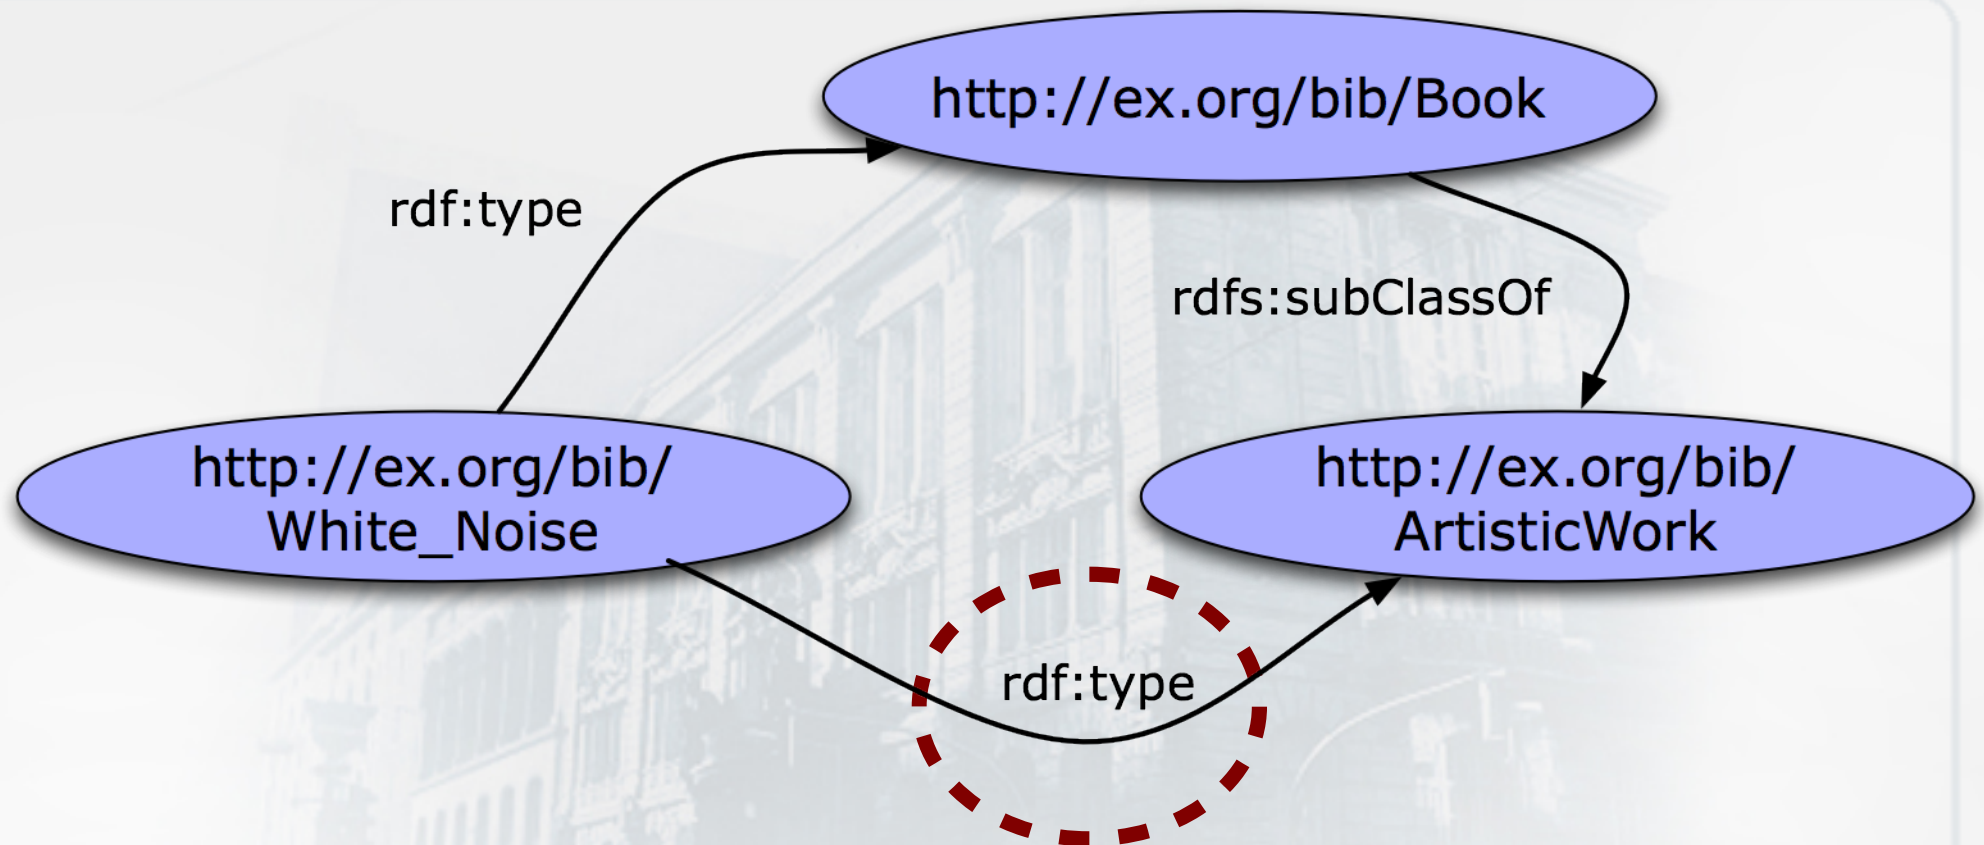 http://ex.org/bib/Book
rdf:type
rdfs:subClassOf
http://ex.org/bib/
White_Noise
http://ex.org/bib/
ArtisticWork
rdf:type